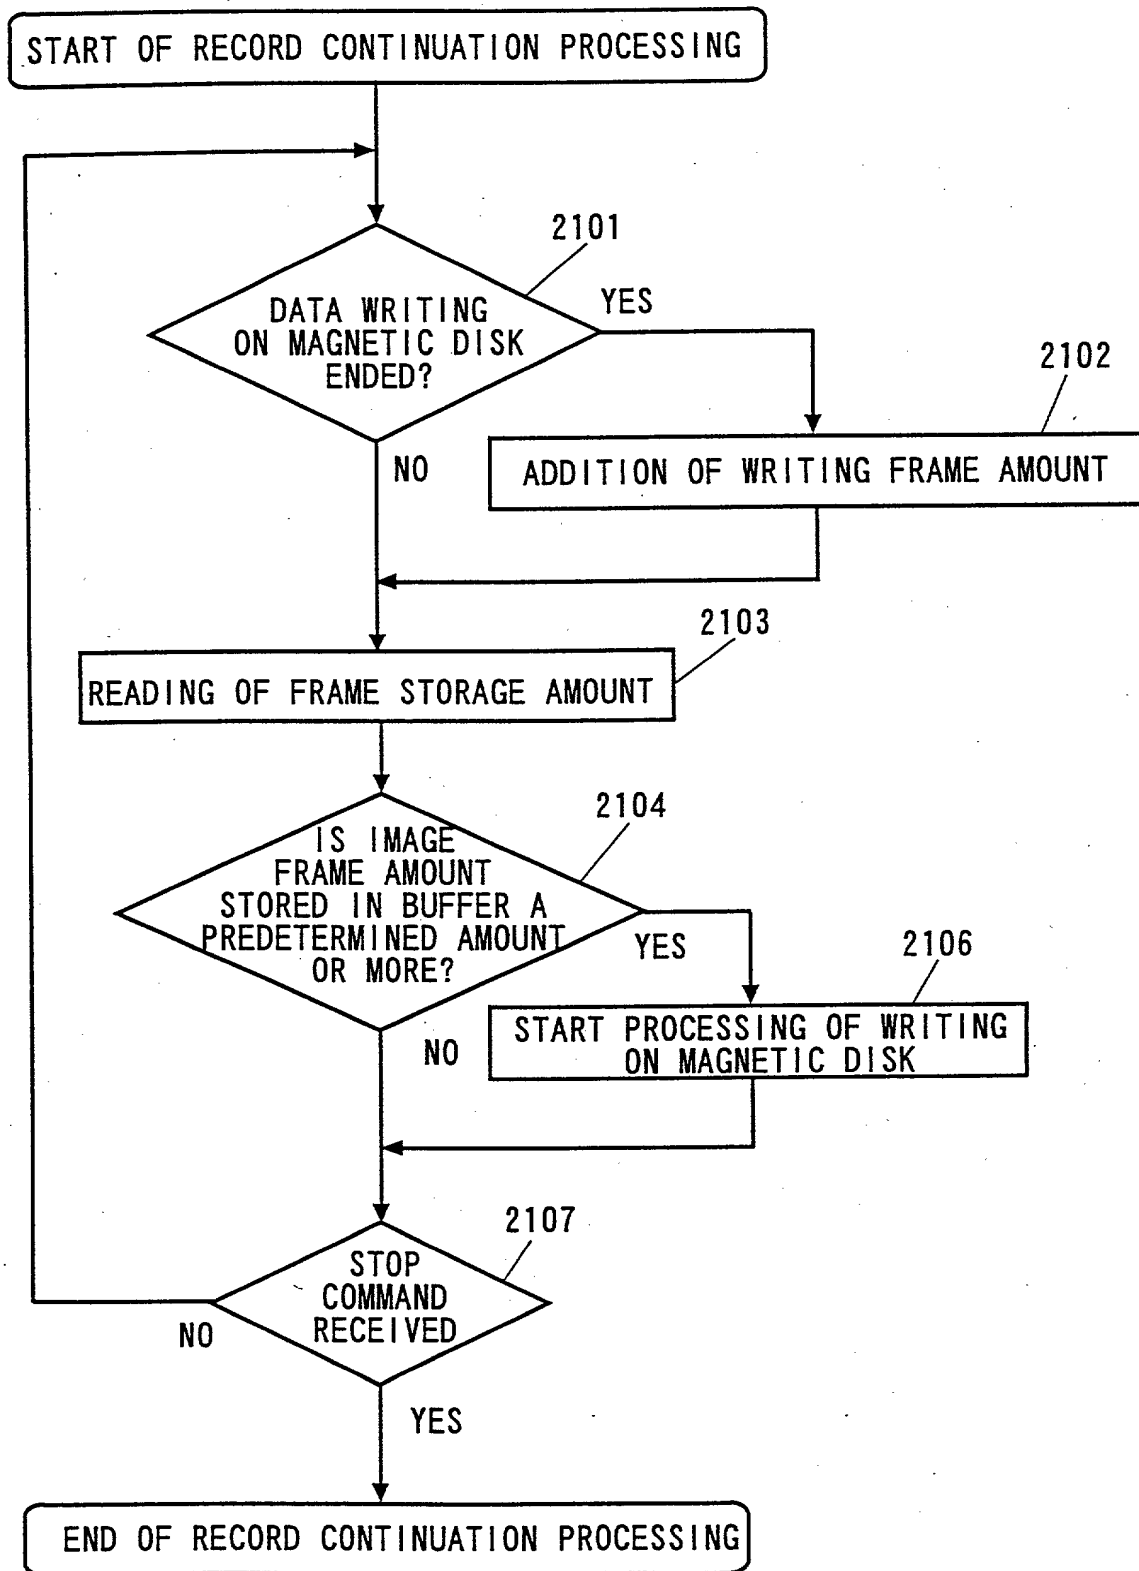 START OF RECORD CONTINUATION PROCESSING
2101
DATA WRITING
ON MAGNETIC DISK
ENDED?
YES
NO
2102
ADDITION OF WRITING FRAME AMOUNT
2103
READING OF FRAME STORAGE AMOUNT
2104
IS IMAGE
FRAME AMOUNT
STORED IN BUFFER A
PREDETERMINED AMOUNT
OR MORE?
YES
NO
2106
START PROCESSING OF WRITING
ON MAGNETIC DISK
2107
STOP
COMMAND
RECEIVED
NO
YES
END OF RECORD CONTINUATION PROCESSING